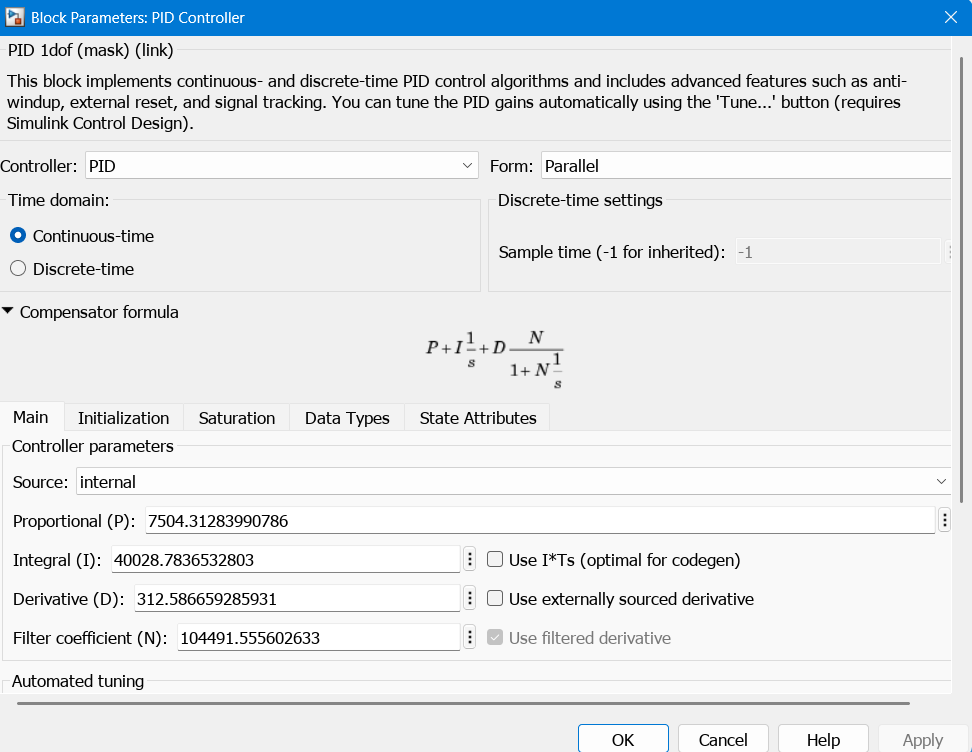 Block Parameters: PID Controller
PID 1dof (mask) (link)
This block implements continuous- and discrete-time PID control algorithms and includes advanced features such as anti-
windup, external reset, and signal tracking. You can tune the PID gains automatically using the 'Tune...' button (requires
Simulink Control Design).
Controller: PID Form: Parallel
Time domain: Discrete-time settings
Continuous-time
Sample time (-1 for inherited): -1
Discrete-time
Compensator formula
P + I 1/s + D N/(1 + N 1/s)
Main Initialization Saturation Data Types State Attributes
Controller parameters
Source: internal
Proportional (P): 7504.31283990786
Integral (I): 40028.7836532803 Use I*Ts (optimal for codegen)
Derivative (D): 312.586659285931 Use externally sourced derivative
Filter coefficient (N): 104491.555602633 Use filtered derivative
Automated tuning
OK Cancel Help Apply